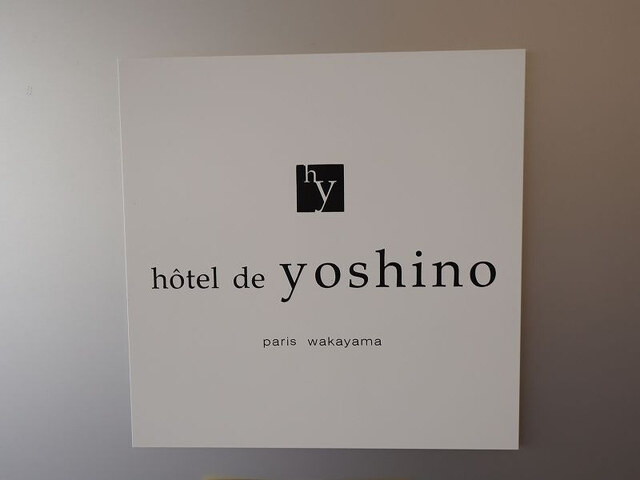 hy
hôtel de yoshino
paris wakayama